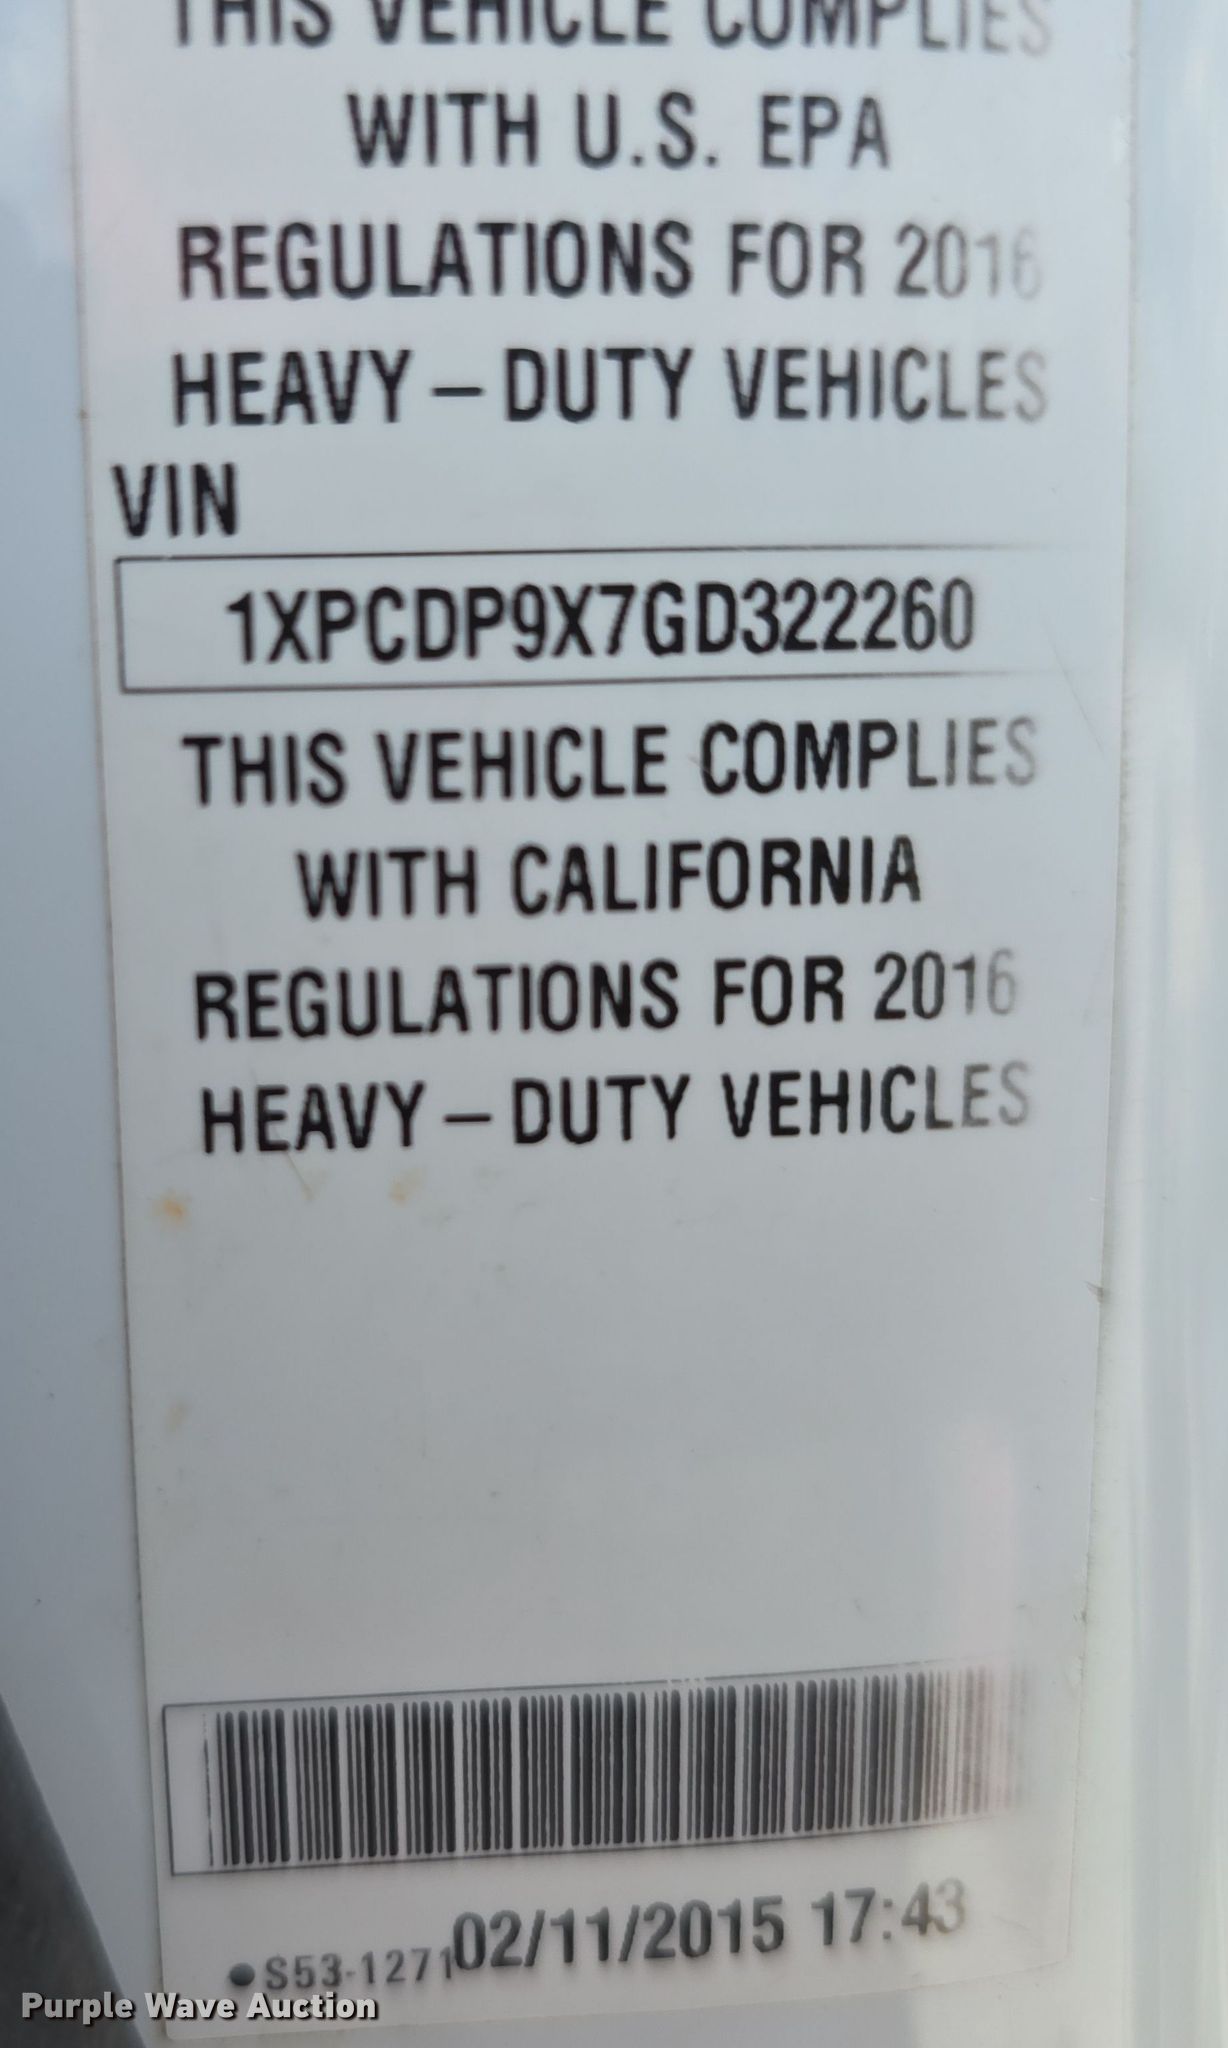 THIS VEHICLE COMPLIES
WITH U.S. EPA
REGULATIONS FOR 2016
HEAVY – DUTY VEHICLES
VIN
1XPCDP9X7GD322260
THIS VEHICLE COMPLIES
WITH CALIFORNIA
REGULATIONS FOR 2016
HEAVY – DUTY VEHICLES
•S53-1271 02/11/2015 17:43
Purple Wave Auction